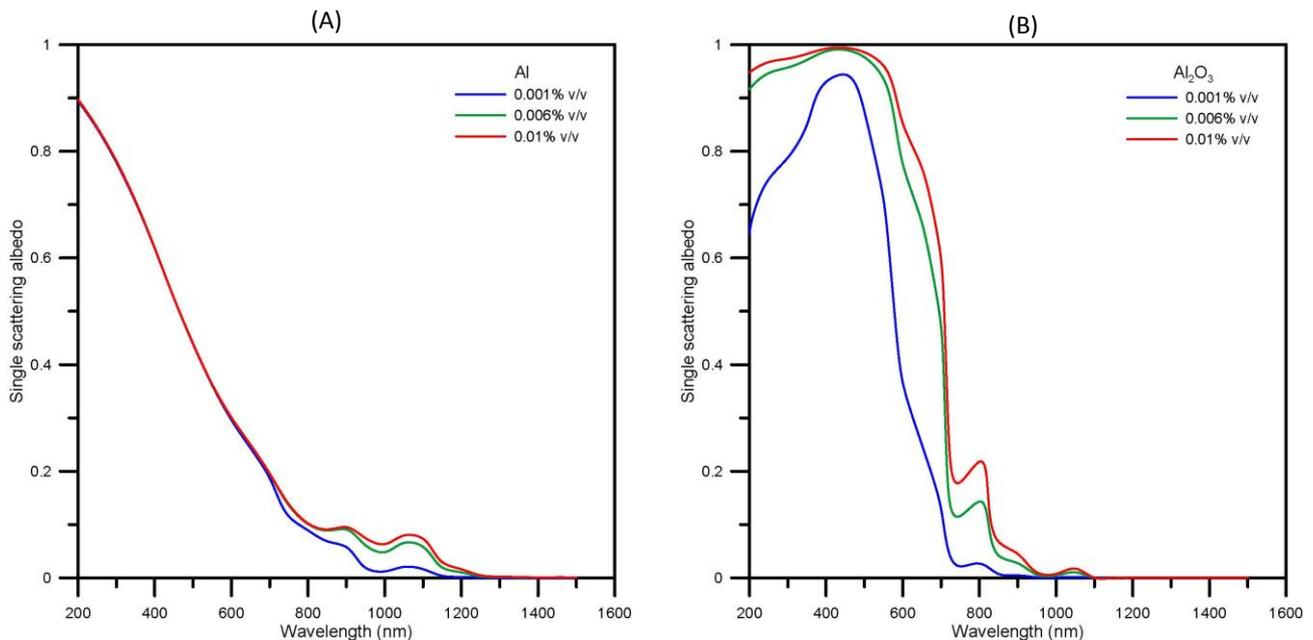 (A)
1
0.8
0.6
0.4
0.2
0
Single scattering albedo
Al
0.001% v/v
0.006% v/v
0.01% v/v
200 400 600 800 1000 1200 1400 1600
Wavelength (nm)
(B)
1
0.8
0.6
0.4
0.2
0
Single scattering albedo
Al₂O₃
0.001% v/v
0.006% v/v
0.01% v/v
200 400 600 800 1000 1200 1400 1600
Wavelength (nm)